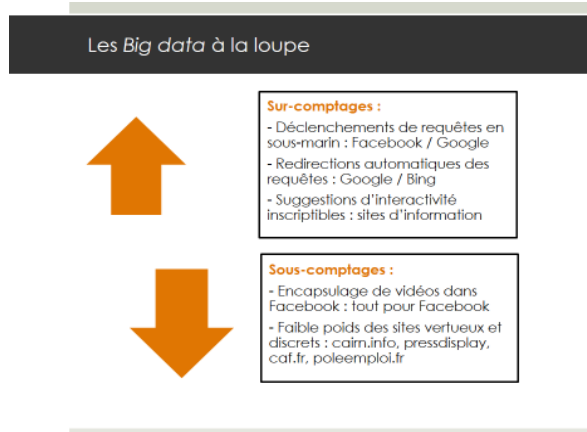 Les Big data à la loupe
Sur-comptages :
- Déclenchements de requêtes en
sous-marin : Facebook / Google
- Redirections automatiques des
requêtes : Google / Bing
- Suggestions d'interactivité
inscriptibles : sites d'information
Sous-comptages :
- Encapsulage de vidéos dans
Facebook : tout pour Facebook
- Faible poids des sites vertueux et
discrets : cairn.info, pressdisplay,
caf.fr, poleemploi.fr